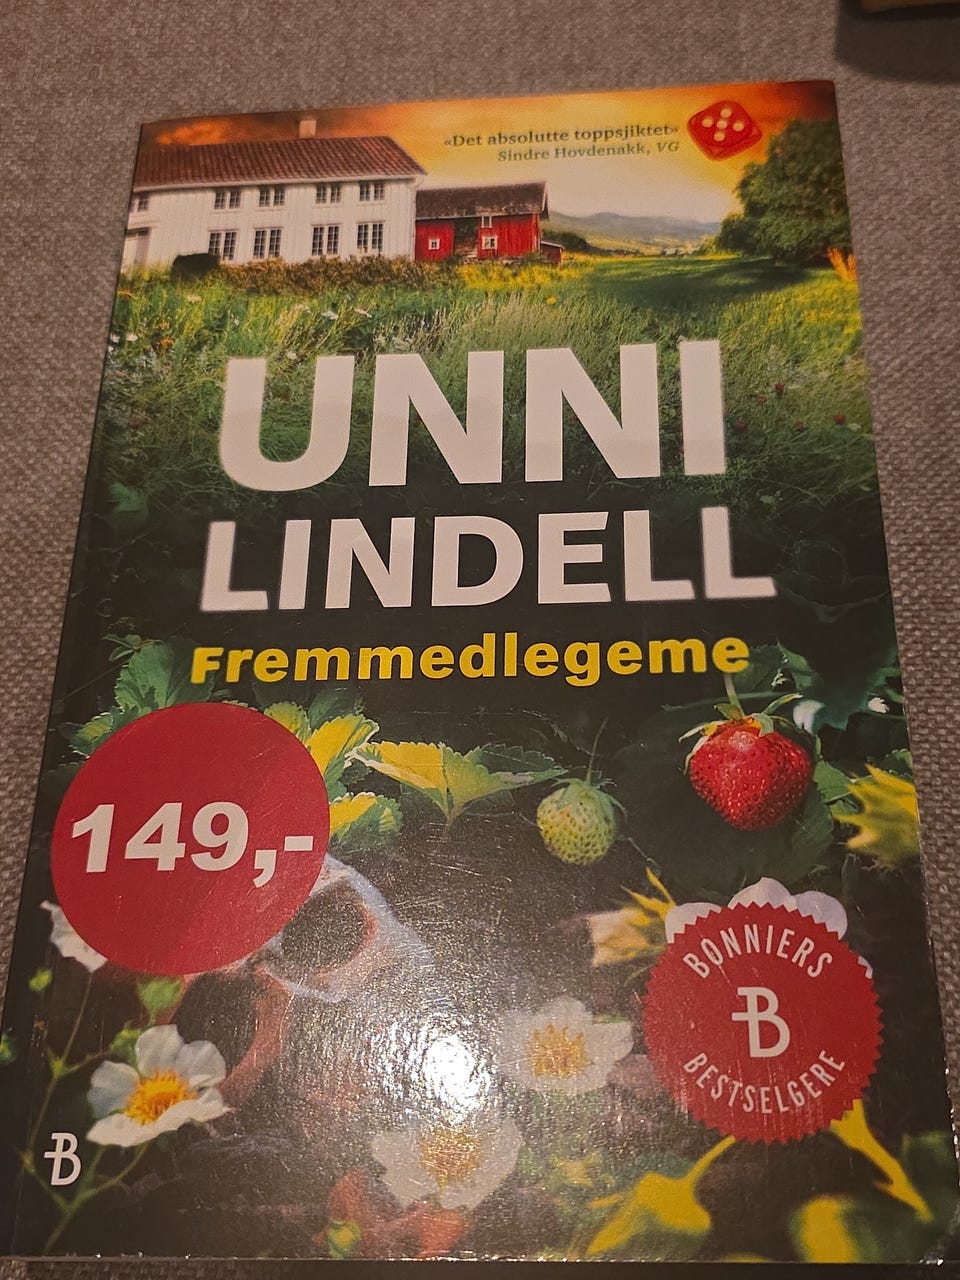 «Det absolutte toppsjiktet»
Sindre Hovdenakk, VG
UNNI
LINDELL
Fremmedlegeme
149,-
BONNIERS
B
BESTSELGERE
B